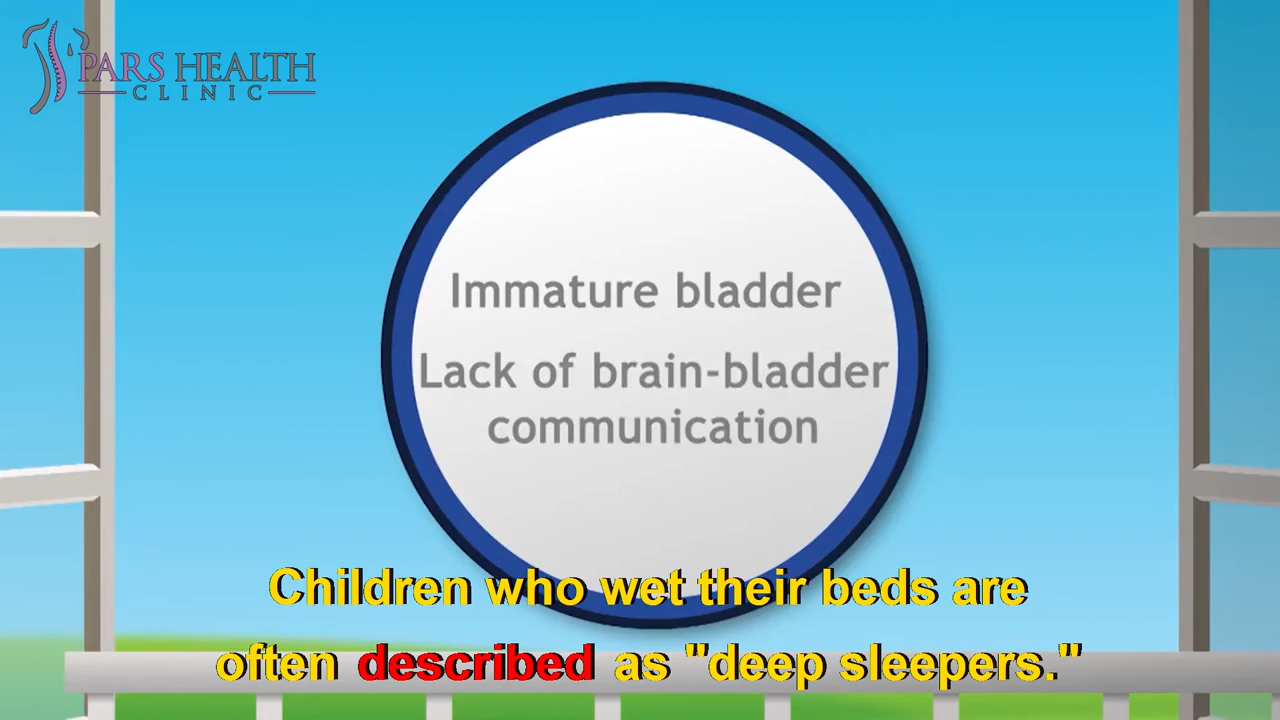 PARS HEALTH
CLINIC
Immature bladder
Lack of brain-bladder
communication
Children who wet their beds are
often described as "deep sleepers."